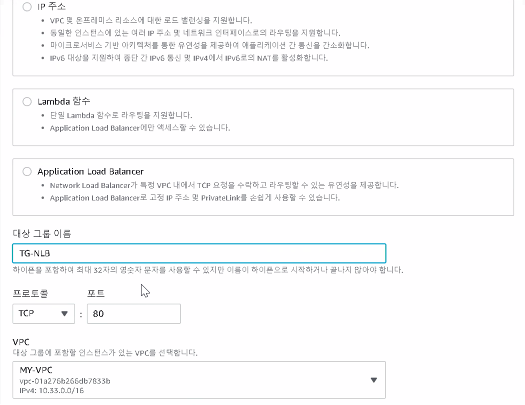 IP 주소
• VPC 및 온프레미스 리소스에 대한 로드 밸런싱을 지원합니다.
• 동일한 인스턴스에 있는 여러 IP 주소 및 네트워크 인터페이스로의 라우팅을 지원합니다.
• 마이크로서비스 기반 아키텍처를 통한 유연성을 제공하여 애플리케이션 간 통신을 간소화합니다.
• IPv6 대상을 지원하여 종단 간 IPv6 통신 및 IPv4에서 IPv6로의 NAT를 활성화합니다.
Lambda 함수
• 단일 Lambda 함수로 라우팅을 지원합니다.
• Application Load Balancer에만 액세스할 수 있습니다.
Application Load Balancer
• Network Load Balancer가 특정 VPC 내에서 TCP 요청을 수락하고 라우팅할 수 있는 유연성을 제공합니다.
• Application Load Balancer로 고정 IP 주소 및 PrivateLink를 손쉽게 사용할 수 있습니다.
대상 그룹 이름
TG-NLB
하이픈을 포함하여 최대 32자의 영숫자 문자를 사용할 수 있지만 이름이 하이픈으로 시작하거나 끝나지 않아야 합니다.
프로토콜 포트
TCP : 80
VPC
대상 그룹에 포함할 인스턴스가 있는 VPC를 선택합니다.
MY-VPC
vpc-01a276b266db7833b
IPv4: 10.33.0.0/16